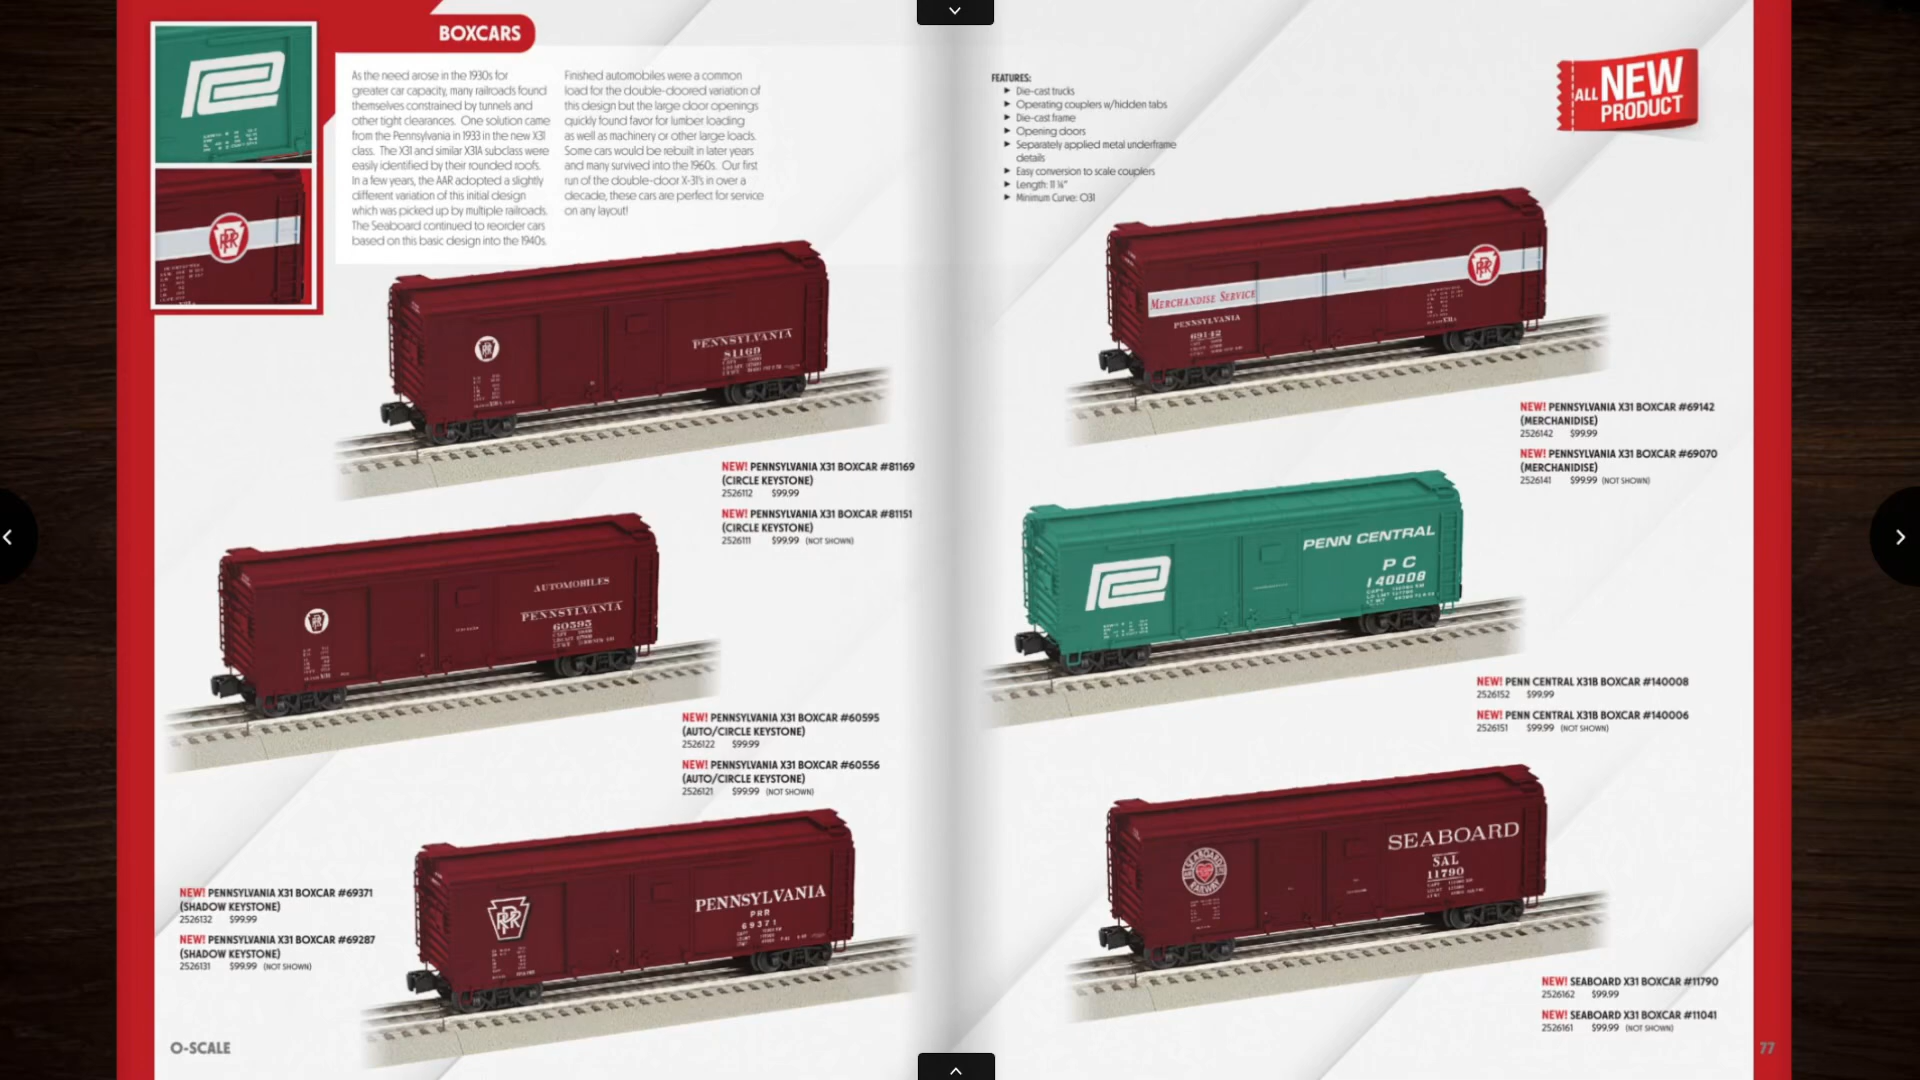 BOXCARS
As the need arose in the 1930s for
greater car capacity, many railroads found
themselves constrained by tunnels and
other tight clearances. One solution came
from the Pennsylvania in 1933 in the new X31
class. The X31 and similar X31A subclass were
easily identified by their rounded roofs.
In a few years, the AAR adopted a slightly
different variation of this initial design
which was picked up by multiple railroads.
The Seaboard continued to reorder cars
based on this basic design into the 1940s.
Finished automobiles were a common
load for the double-doored variation of
this design but the large door openings
quickly found favor for lumber loading
as well as machinery or other large loads.
Some cars would be rebuilt in later years
and many survived into the 1960s. Our first
run of the double-door X-31's in over a
decade, these cars are perfect for service
on any layout!
PENNSYLVANIA
81169
NEW! PENNSYLVANIA X31 BOXCAR #81169
(CIRCLE KEYSTONE)
2526112 $99.99
NEW! PENNSYLVANIA X31 BOXCAR #81151
(CIRCLE KEYSTONE)
2526111 $99.99 (NOT SHOWN)
AUTOMOBILES
PENNSYLVANIA
60595
NEW! PENNSYLVANIA X31 BOXCAR #60595
(AUTO/CIRCLE KEYSTONE)
2526122 $99.99
NEW! PENNSYLVANIA X31 BOXCAR #60556
(AUTO/CIRCLE KEYSTONE)
2526121 $99.99 (NOT SHOWN)
NEW! PENNSYLVANIA X31 BOXCAR #69371
(SHADOW KEYSTONE)
2526132 $99.99
NEW! PENNSYLVANIA X31 BOXCAR #69287
(SHADOW KEYSTONE)
2526131 $99.99 (NOT SHOWN)
PENNSYLVANIA
PRR
69371
O-SCALE
FEATURES:
► Die-cast trucks
► Operating couplers w/hidden tabs
► Die-cast frame
► Opening doors
► Separately applied metal underframe
details
► Easy conversion to scale couplers
► Length: 11 ¼"
► Minimum Curve: O31
ALL NEW
PRODUCT
MERCHANDISE SERVICE
PENNSYLVANIA
69142
NEW! PENNSYLVANIA X31 BOXCAR #69142
(MERCHANDISE)
2526142 $99.99
NEW! PENNSYLVANIA X31 BOXCAR #69070
(MERCHANDISE)
2526141 $99.99 (NOT SHOWN)
PENN CENTRAL
PC
140008
NEW! PENN CENTRAL X31B BOXCAR #140008
2526152 $99.99
NEW! PENN CENTRAL X31B BOXCAR #140006
2526151 $99.99 (NOT SHOWN)
SEABOARD
RAILWAY
SEABOARD
SAL
11790
NEW! SEABOARD X31 BOXCAR #11790
2526162 $99.99
NEW! SEABOARD X31 BOXCAR #11041
2526161 $99.99 (NOT SHOWN)
77